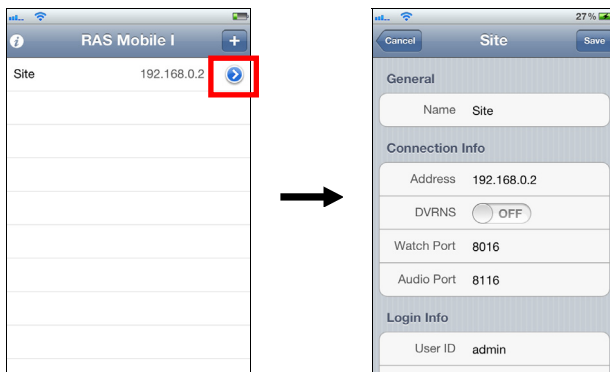 RAS Mobile I
+
Site 192.168.0.2
27%
Cancel Site Save
General
Name Site
Connection Info
Address 192.168.0.2
DVRNS OFF
Watch Port 8016
Audio Port 8116
Login Info
User ID admin